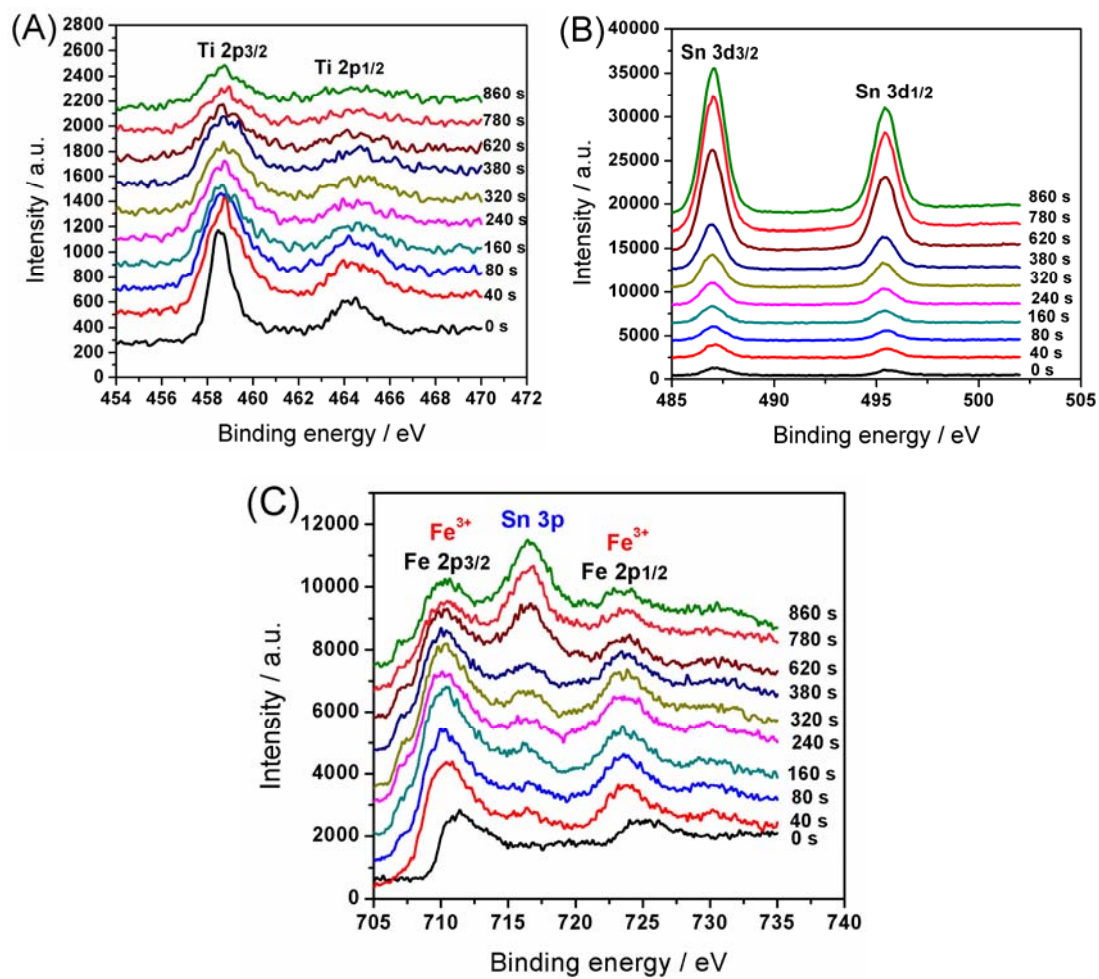 (A)
Ti 2p3/2
Ti 2p1/2
2800
2600
2400
2200
2000
1800
1600
1400
1200
1000
800
600
400
200
0
860 s
780 s
620 s
380 s
320 s
240 s
160 s
80 s
40 s
0 s
454 456 458 460 462 464 466 468 470 472
Intensity / a.u.
Binding energy / eV
(B)
Sn 3d3/2
Sn 3d1/2
40000
35000
30000
25000
20000
15000
10000
5000
0
860 s
780 s
620 s
380 s
320 s
240 s
160 s
80 s
40 s
0 s
485 490 495 500 505
Intensity / a.u.
Binding energy / eV
(C)
Fe3+
Fe 2p3/2
Sn 3p
Fe3+
Fe 2p1/2
12000
10000
8000
6000
4000
2000
0
860 s
780 s
620 s
380 s
320 s
240 s
160 s
80 s
40 s
0 s
705 710 715 720 725 730 735 740
Intensity / a.u.
Binding energy / eV